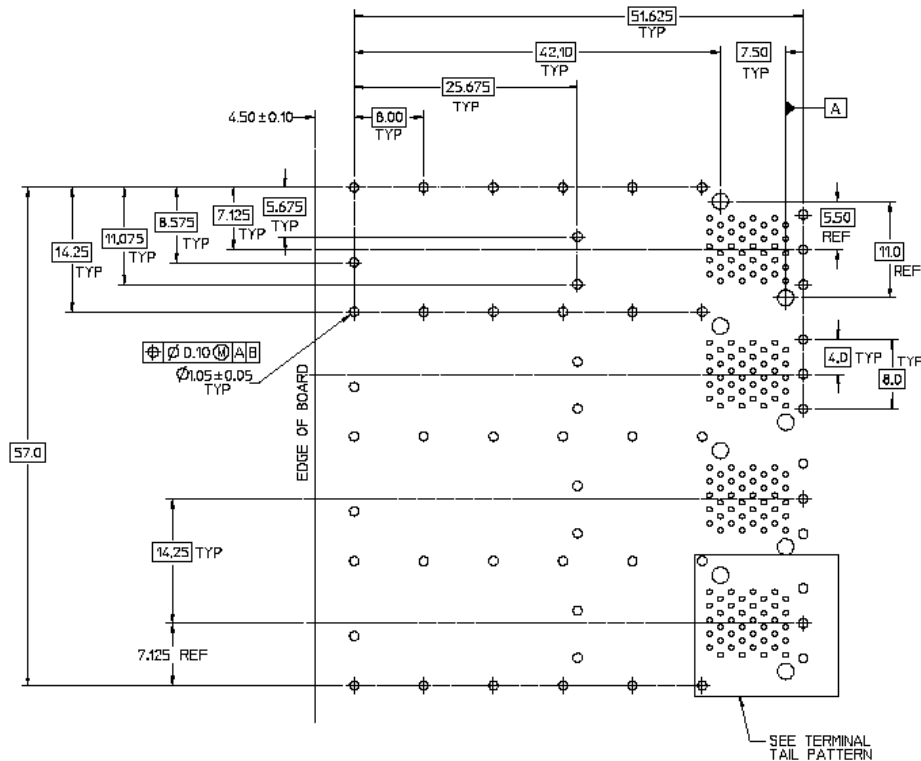 51.625
TYP
42.10
TYP
7.50
TYP
25.675
TYP
A
4.50±0.10
8.00
TYP
5.675
TYP
7.125
TYP
8.575
TYP
11.075
TYP
14.25
TYP
5.50
REF
11.0
REF
⌖ Ø 0.10 Ⓜ A B
Ø1.05±0.05
TYP
4.0 TYP
8.0 TYP
EDGE OF BOARD
57.0
14.25 TYP
7.125 REF
SEE TERMINAL
TAIL PATTERN